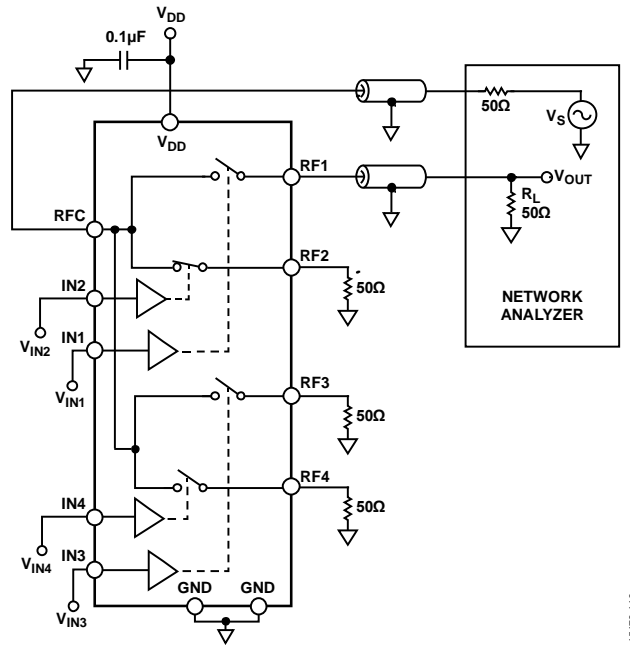 VDD
0.1µF
50Ω
VS
VDD
RF1
VOUT
RL
50Ω
RFC
RF2
50Ω
NETWORK
ANALYZER
IN2
VIN2
IN1
VIN1
RF3
50Ω
RF4
50Ω
IN4
VIN4
IN3
VIN3
GND
GND